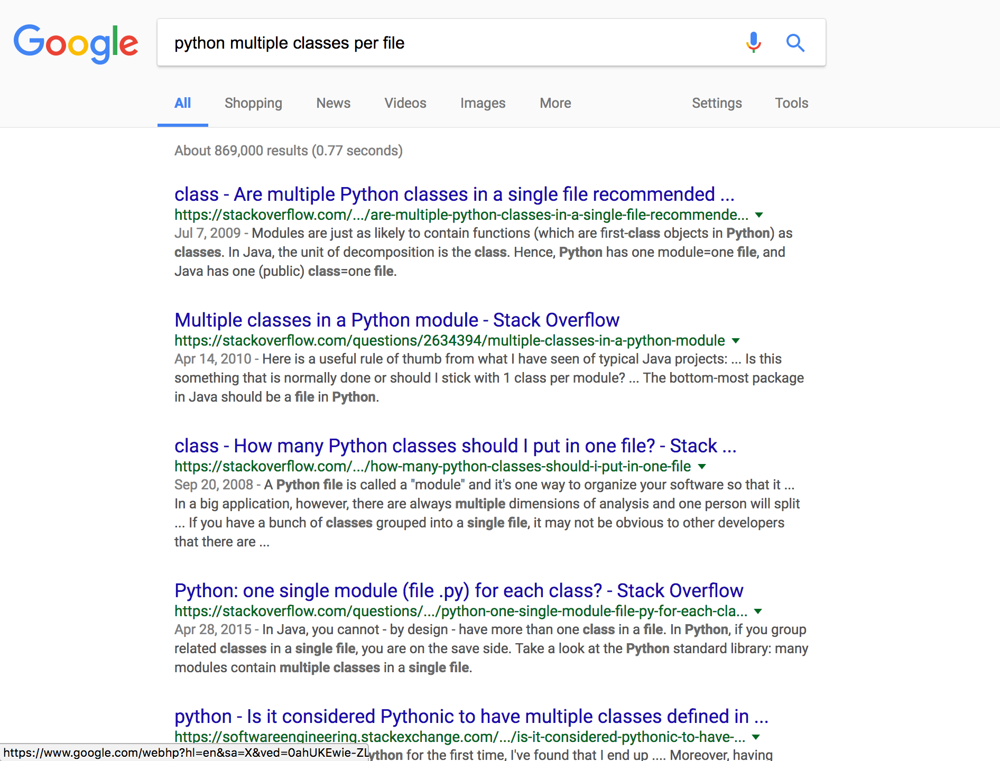 Google
python multiple classes per file
All Shopping News Videos Images More Settings Tools
About 869,000 results (0.77 seconds)
class - Are multiple Python classes in a single file recommended ...
https://stackoverflow.com/.../are-multiple-python-classes-in-a-single-file-recommende...
Jul 7, 2009 - Modules are just as likely to contain functions (which are first-class objects in Python) as
classes. In Java, the unit of decomposition is the class. Hence, Python has one module=one file, and
Java has one (public) class=one file.
Multiple classes in a Python module - Stack Overflow
https://stackoverflow.com/questions/2634394/multiple-classes-in-a-python-module
Apr 14, 2010 - Here is a useful rule of thumb from what I have seen of typical Java projects: ... Is this
something that is normally done or should I stick with 1 class per module? ... The bottom-most package
in Java should be a file in Python.
class - How many Python classes should I put in one file? - Stack ...
https://stackoverflow.com/.../how-many-python-classes-should-i-put-in-one-file
Sep 20, 2008 - A Python file is called a "module" and it's one way to organize your software so that it ...
In a big application, however, there are always multiple dimensions of analysis and one person will split
... If you have a bunch of classes grouped into a single file, it may not be obvious to other developers
that there are ...
Python: one single module (file .py) for each class? - Stack Overflow
https://stackoverflow.com/questions/.../python-one-single-module-file-py-for-each-cla...
Apr 28, 2015 - In Java, you cannot - by design - have more than one class in a file. In Python, if you group
related classes in a single file, you are on the save side. Take a look at the Python standard library: many
modules contain multiple classes in a single file.
python - Is it considered Pythonic to have multiple classes defined in ...
https://softwareengineering.stackexchange.com/.../is-it-considered-pythonic-to-have-...
https://www.google.com/webhp?hl=en&sa=X&ved=0ahUKEwie-ZL
ython for the first time, I've found that I end up .... Moreover, having